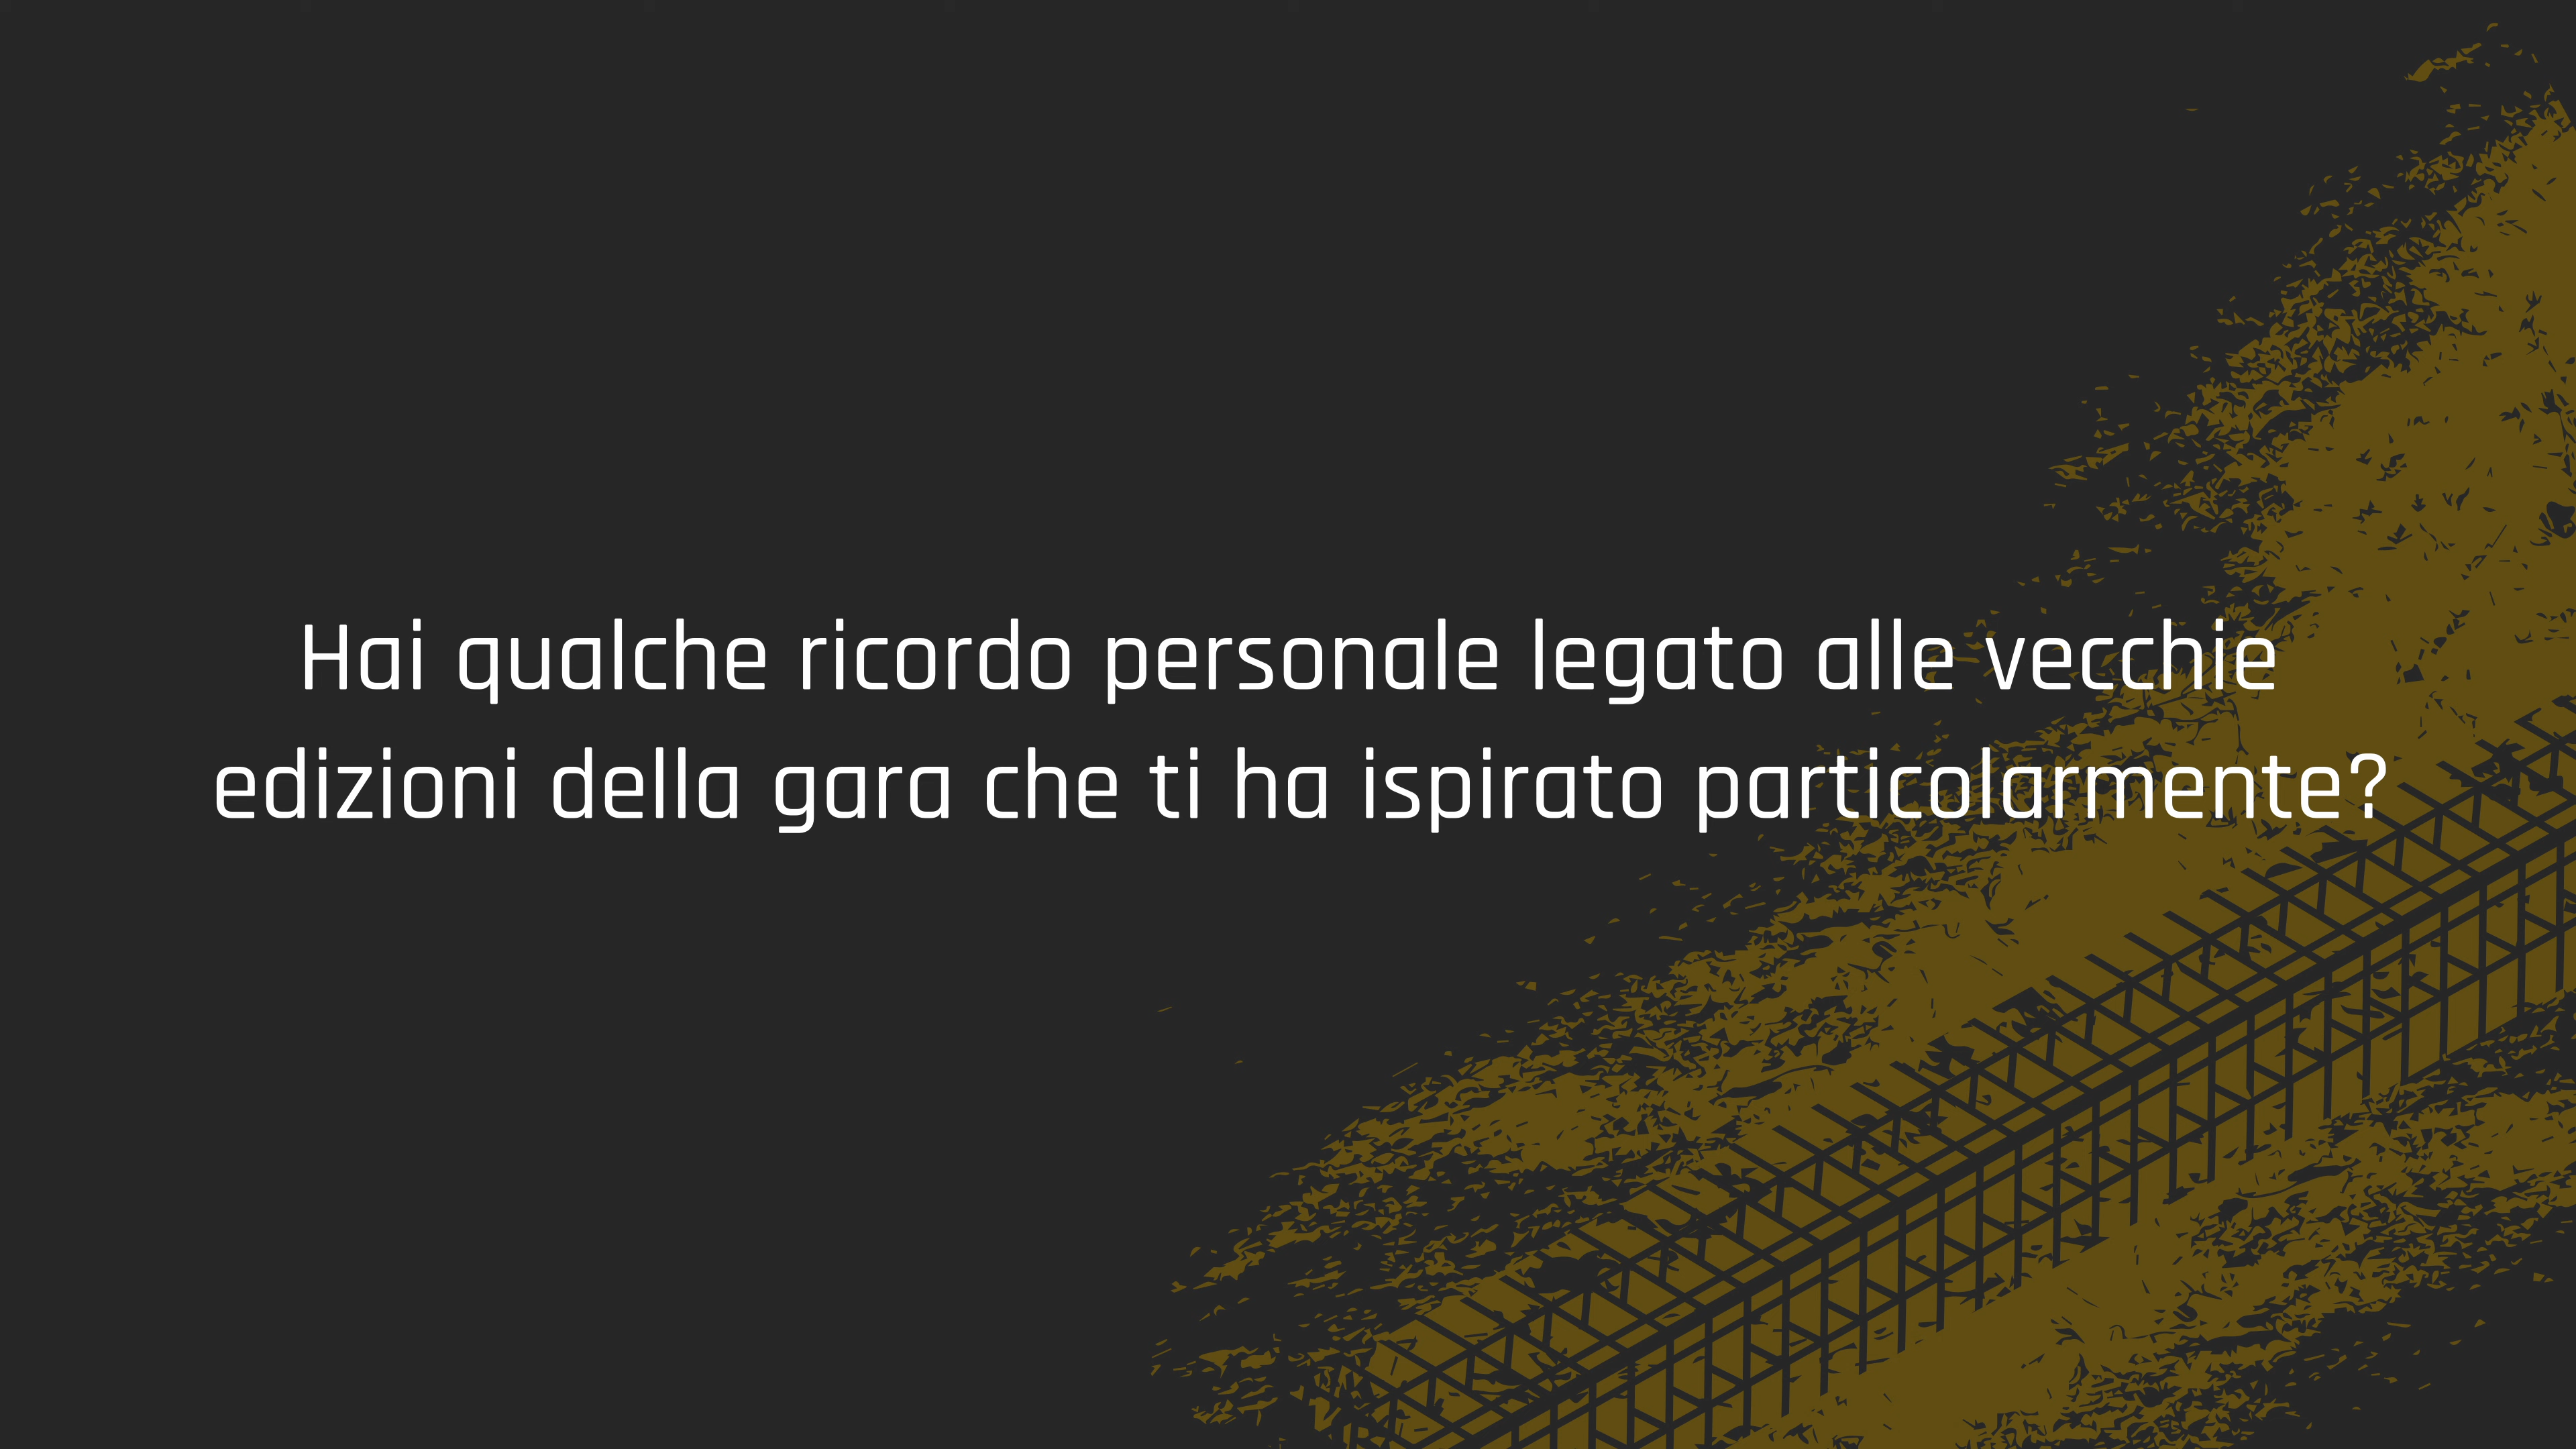 Hai qualche ricordo personale legato alle vecchie
edizioni della gara che ti ha ispirato particolarmente?